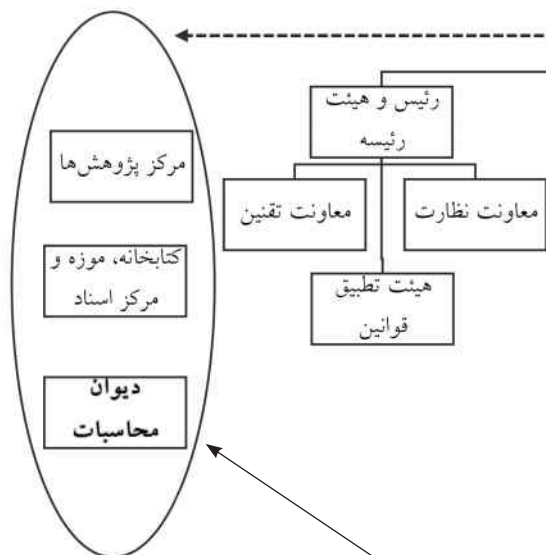 رئیس و هیئت
رئیسه
معاونت نظارت
معاونت تقنین
هیئت تطبیق
قوانین
مرکز پژوهش‌ها
کتابخانه، موزه و
مرکز اسناد
دیوان
محاسبات